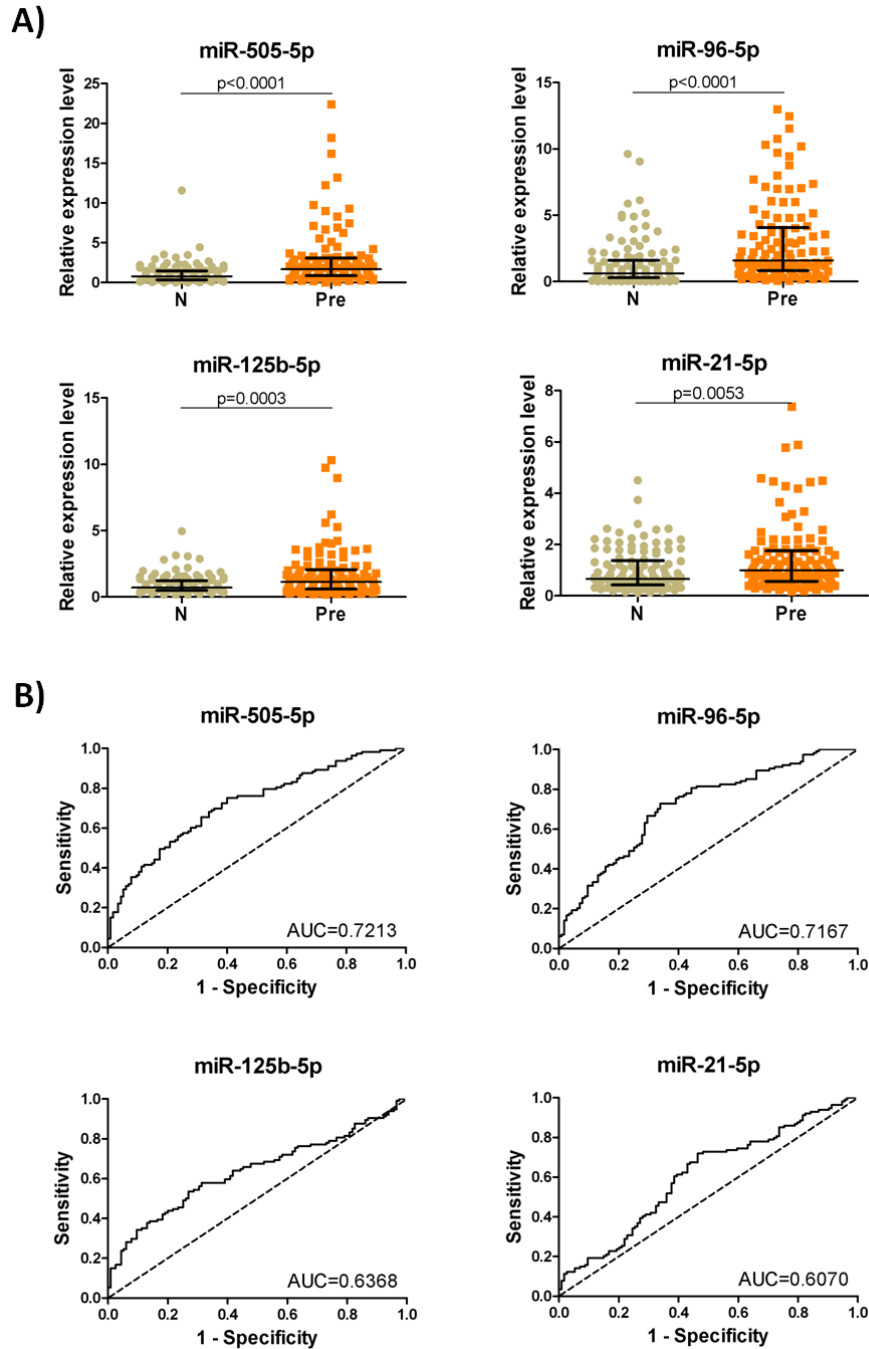 A)
miR-505-5p
p<0.0001
Relative expression level
25
20
15
10
5
0
N Pre
miR-96-5p
p<0.0001
Relative expression level
15
10
5
0
N Pre
miR-125b-5p
p=0.0003
Relative expression level
15
10
5
0
N Pre
miR-21-5p
p=0.0053
Relative expression level
8
6
4
2
0
N Pre
B)
miR-505-5p
Sensitivity
1.0
0.8
0.6
0.4
0.2
0.0
AUC=0.7213
0.0 0.2 0.4 0.6 0.8 1.0
1 - Specificity
miR-96-5p
Sensitivity
1.0
0.8
0.6
0.4
0.2
0.0
AUC=0.7167
0.0 0.2 0.4 0.6 0.8 1.0
1 - Specificity
miR-125b-5p
Sensitivity
1.0
0.8
0.6
0.4
0.2
0.0
AUC=0.6368
0.0 0.2 0.4 0.6 0.8 1.0
1 - Specificity
miR-21-5p
Sensitivity
1.0
0.8
0.6
0.4
0.2
0.0
AUC=0.6070
0.0 0.2 0.4 0.6 0.8 1.0
1 - Specificity